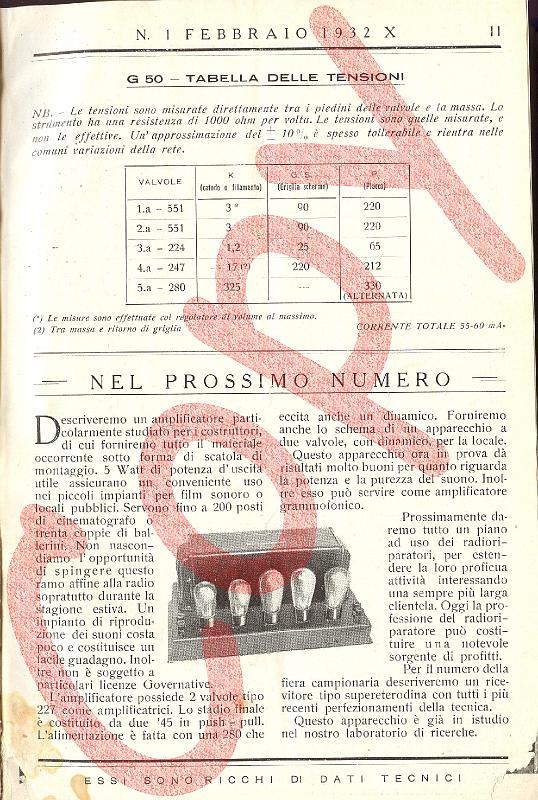 N. 1 FEBBRAIO 1932 X 11
G 50 – TABELLA DELLE TENSIONI
NB. - Le tensioni sono misurate direttamente tra i piedini delle valvole e la massa. Lo
strumento ha una resistenza di 1000 ohm per volta. Le tensioni sono quelle misurate, e
non le effettive. Un'approssimazione del ± 10% è spesso tollerabile e rientra nelle
comuni variazioni della rete.
VALVOLE K (catodo o filamento) G. S. (Griglia schermo) P. (Placca)
1.a – 551 3 * 90 220
2.a – 551 3 90 220
3.a – 224 1,2 25 65
4.a – 247 17 (²) 220 212
5.a – 280 325 --- 330 (ALTERNATA)
(*) Le misure sono effettuate col regolatore di volume al massimo.
(2) Tra massa e ritorno di griglia CORRENTE TOTALE 55-60 mA.
— NEL PROSSIMO NUMERO —
Descriveremo un amplificatore parti-
colarmente studiato per i costruttori,
di cui forniremo tutto il materiale
occorrente sotto forma di scatola di
montaggio. 5 Watt di potenza d'uscita
utile assicurano un conveniente uso
nei piccoli impianti per film sonoro o
locali pubblici. Servono fino a 200 posti
di cinematografo o
trenta coppie di bal-
lerini. Non nascon-
diamo l'opportunità
di spingere questo
ramo affine alla radio
sopratutto durante la
stagione estiva. Un
impianto di riprodu-
zione dei suoni costa
poco e costituisce un
facile guadagno. Inol-
tre non è soggetto a
particolari licenze Governative.
L'amplificatore possiede 2 valvole tipo
227 come amplificatrici. Lo stadio finale
è costituito da due '45 in push - pull.
L'alimentazione è fatta con una 280 che
eccita anche un dinamico. Forniremo
anche lo schema di un apparecchio a
due valvole, con dinamico, per la locale.
Questo apparecchio ora in prova dà
risultati molto buoni per quanto riguarda
la potenza e la purezza del suono. Inol-
tre esso può servire come amplificatore
grammofonico.
Prossimamente da-
remo tutto un piano
ad uso dei radiori-
paratori, per esten-
dere la loro proficua
attività interessando
una sempre più larga
clientela. Oggi la pro-
fessione del radiori-
paratore può costi-
tuire una notevole
sorgente di profitti.
Per il numero della
fiera campionaria descriveremo un rice-
vitore tipo supereterodina con tutti i più
recenti perfezionamenti della tecnica.
Questo apparecchio è già in istudio
nel nostro laboratorio di ricerche.
ESSI SONO RICCHI DI DATI TECNICI
COPY